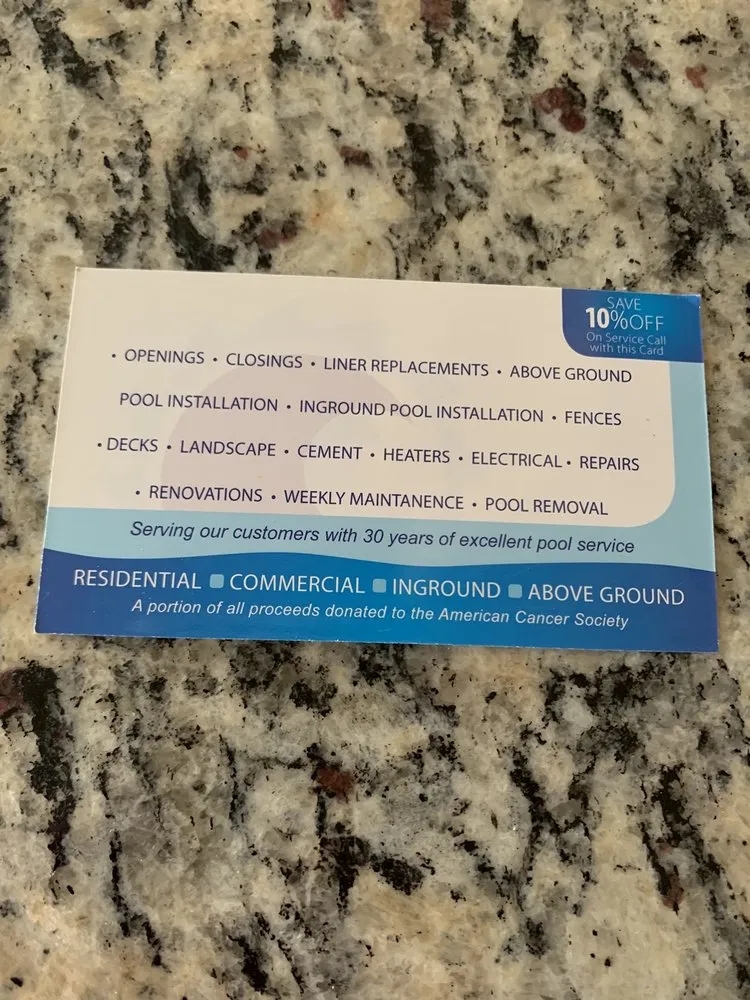 SAVE
10%OFF
On Service Call
with this Card
• OPENINGS • CLOSINGS • LINER REPLACEMENTS • ABOVE GROUND
POOL INSTALLATION • INGROUND POOL INSTALLATION • FENCES
• DECKS • LANDSCAPE • CEMENT • HEATERS • ELECTRICAL • REPAIRS
• RENOVATIONS • WEEKLY MAINTANENCE • POOL REMOVAL
Serving our customers with 30 years of excellent pool service
RESIDENTIAL ■ COMMERCIAL ■ INGROUND ■ ABOVE GROUND
A portion of all proceeds donated to the American Cancer Society